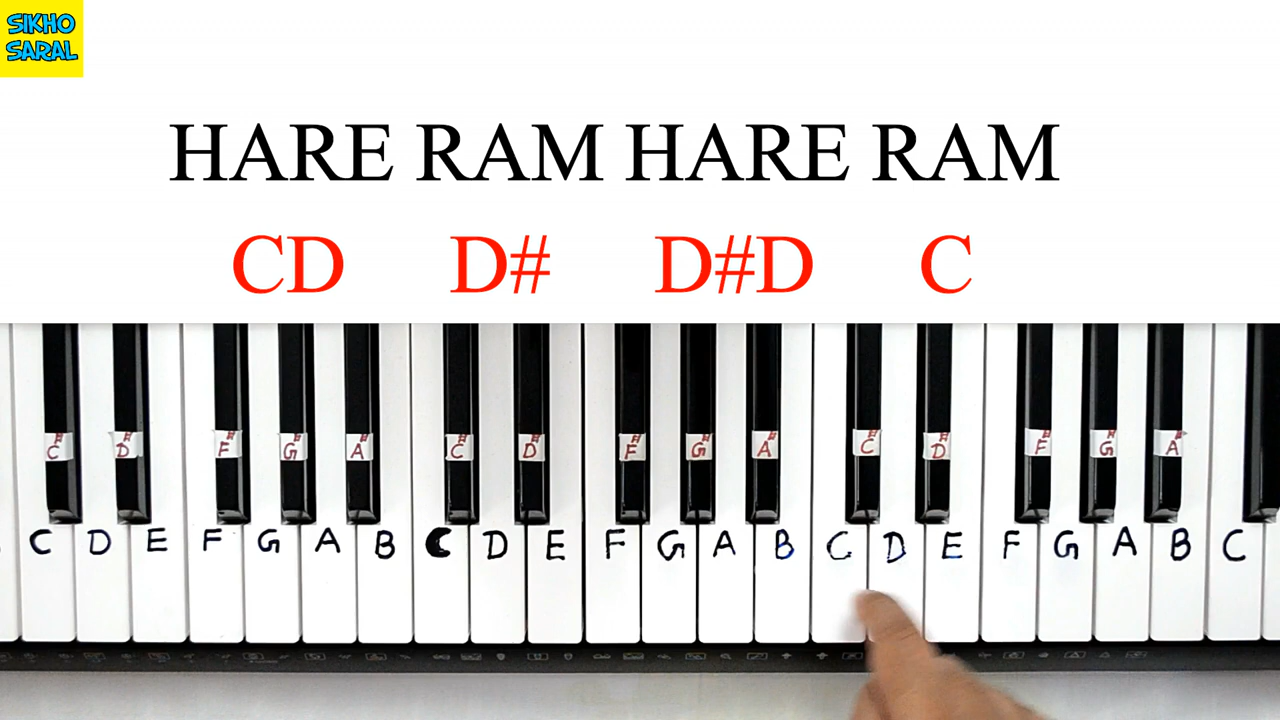 SIKHO
SARAL
HARE RAM HARE RAM
CD D# D#D C
C# D# F# G# A# C# D# F# G# A# C# D# F# G# A#
C D E F G A B C D E F G A B C D E F G A B C